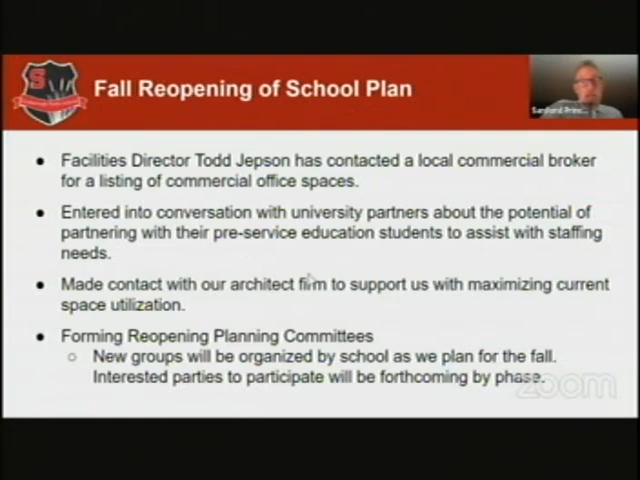 S
Fall Reopening of School Plan
Sanford Princ...
• Facilities Director Todd Jepson has contacted a local commercial broker
for a listing of commercial office spaces.
• Entered into conversation with university partners about the potential of
partnering with their pre-service education students to assist with staffing
needs.
• Made contact with our architect firm to support us with maximizing current
space utilization.
• Forming Reopening Planning Committees
○ New groups will be organized by school as we plan for the fall.
Interested parties to participate will be forthcoming by phase.
zoom